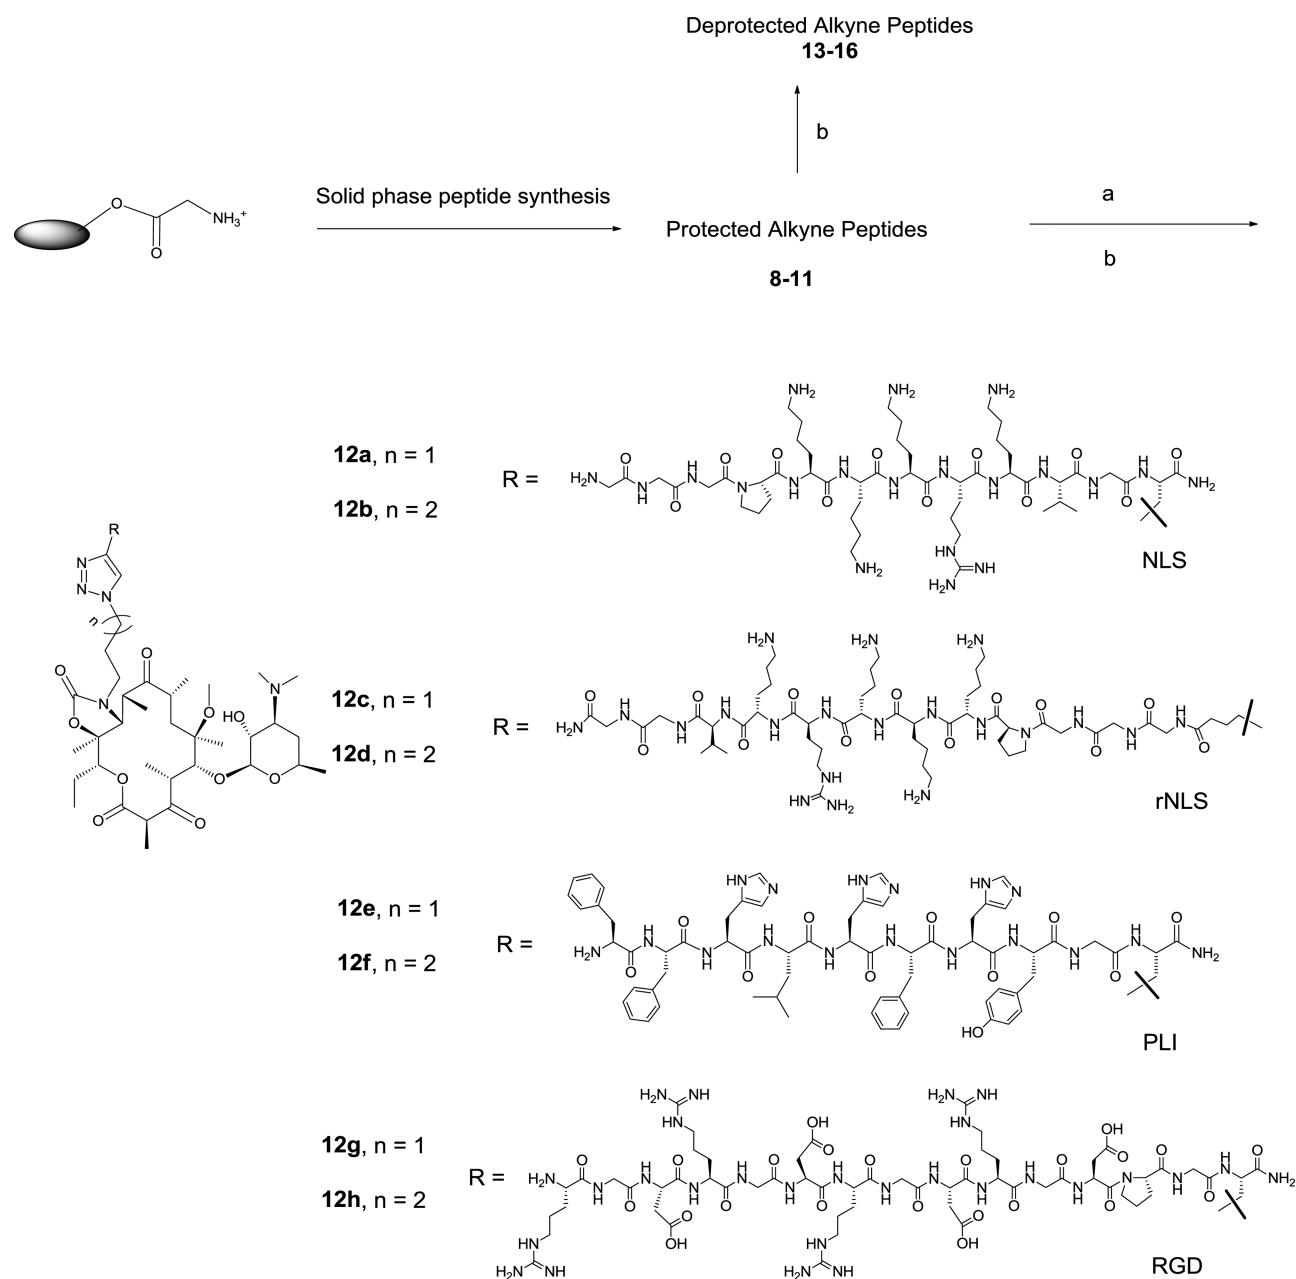 Deprotected Alkyne Peptides
13-16
b
Solid phase peptide synthesis
a
O
O
NH3+
Protected Alkyne Peptides
b
8-11
12a, n = 1
12b, n = 2
R =
NH2 NH2 NH2
O H N O O H N O H N O H N O H N O
H2N N H O N H N O N H O N H O N H O NH2
HN
NH2
H2N NH
NLS
R
N
N
N
n
O
O
N
O
O
HO
N
O
O
O
O
O
12c, n = 1
12d, n = 2
R =
H2N H2N H2N
O
H2N
H N
O
N H
O
H N
O
N H
O
H N
O
N H
O
H N
O
N H
O
N
O
H N
O
N H
O
H N
O
NH
HN NH2
H2N
rNLS
12e, n = 1
12f, n = 2
R =
HN N HN N HN N
H2N
O
H N
O
N H
O
H N
O
N H
O
H N
O
N H
O
H N
O
N H
O
H N
O
NH2
HO
PLI
12g, n = 1
12h, n = 2
R =
H2N NH
HN
OH
O
H2N NH
HN
OH
O
H2N
O
N H
O
H N
O
N H
O
H N
O
N H
O
H N
O
N H
O
H N
O
N H
O
H N
O
N H
O
N
O
N H
O
H N
O
NH2
HN
O
OH
HN
O
OH
H2N NH
H2N NH
RGD